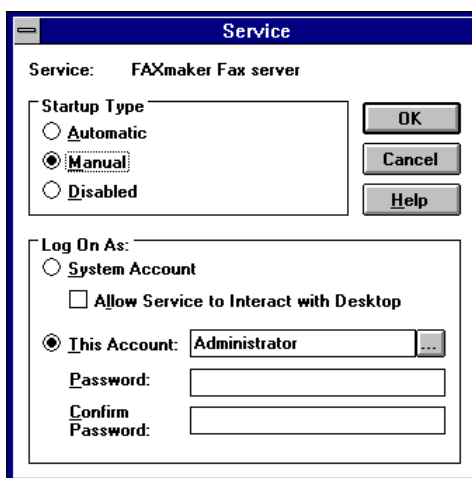 Service
Service: FAXmaker Fax server
Startup Type
Automatic
Manual
Disabled
OK
Cancel
Help
Log On As:
System Account
Allow Service to Interact with Desktop
This Account: Administrator ...
Password:
Confirm
Password: